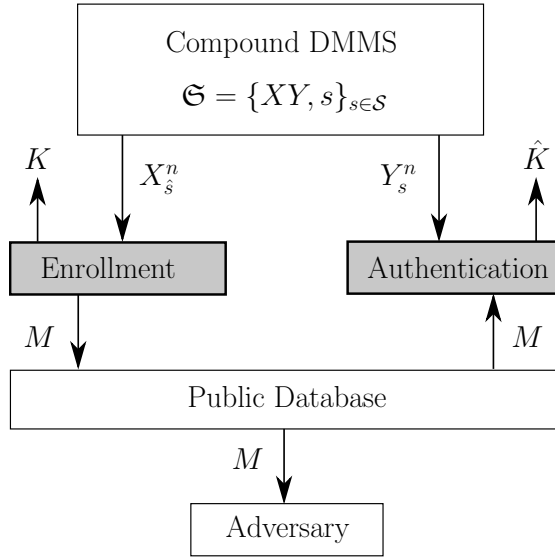 Compound DMMS
𝔖 = {XY, s}_{s∈𝒮}
K
X^n_ŝ
Y^n_s
K̂
Enrollment
Authentication
M
M
Public Database
M
Adversary